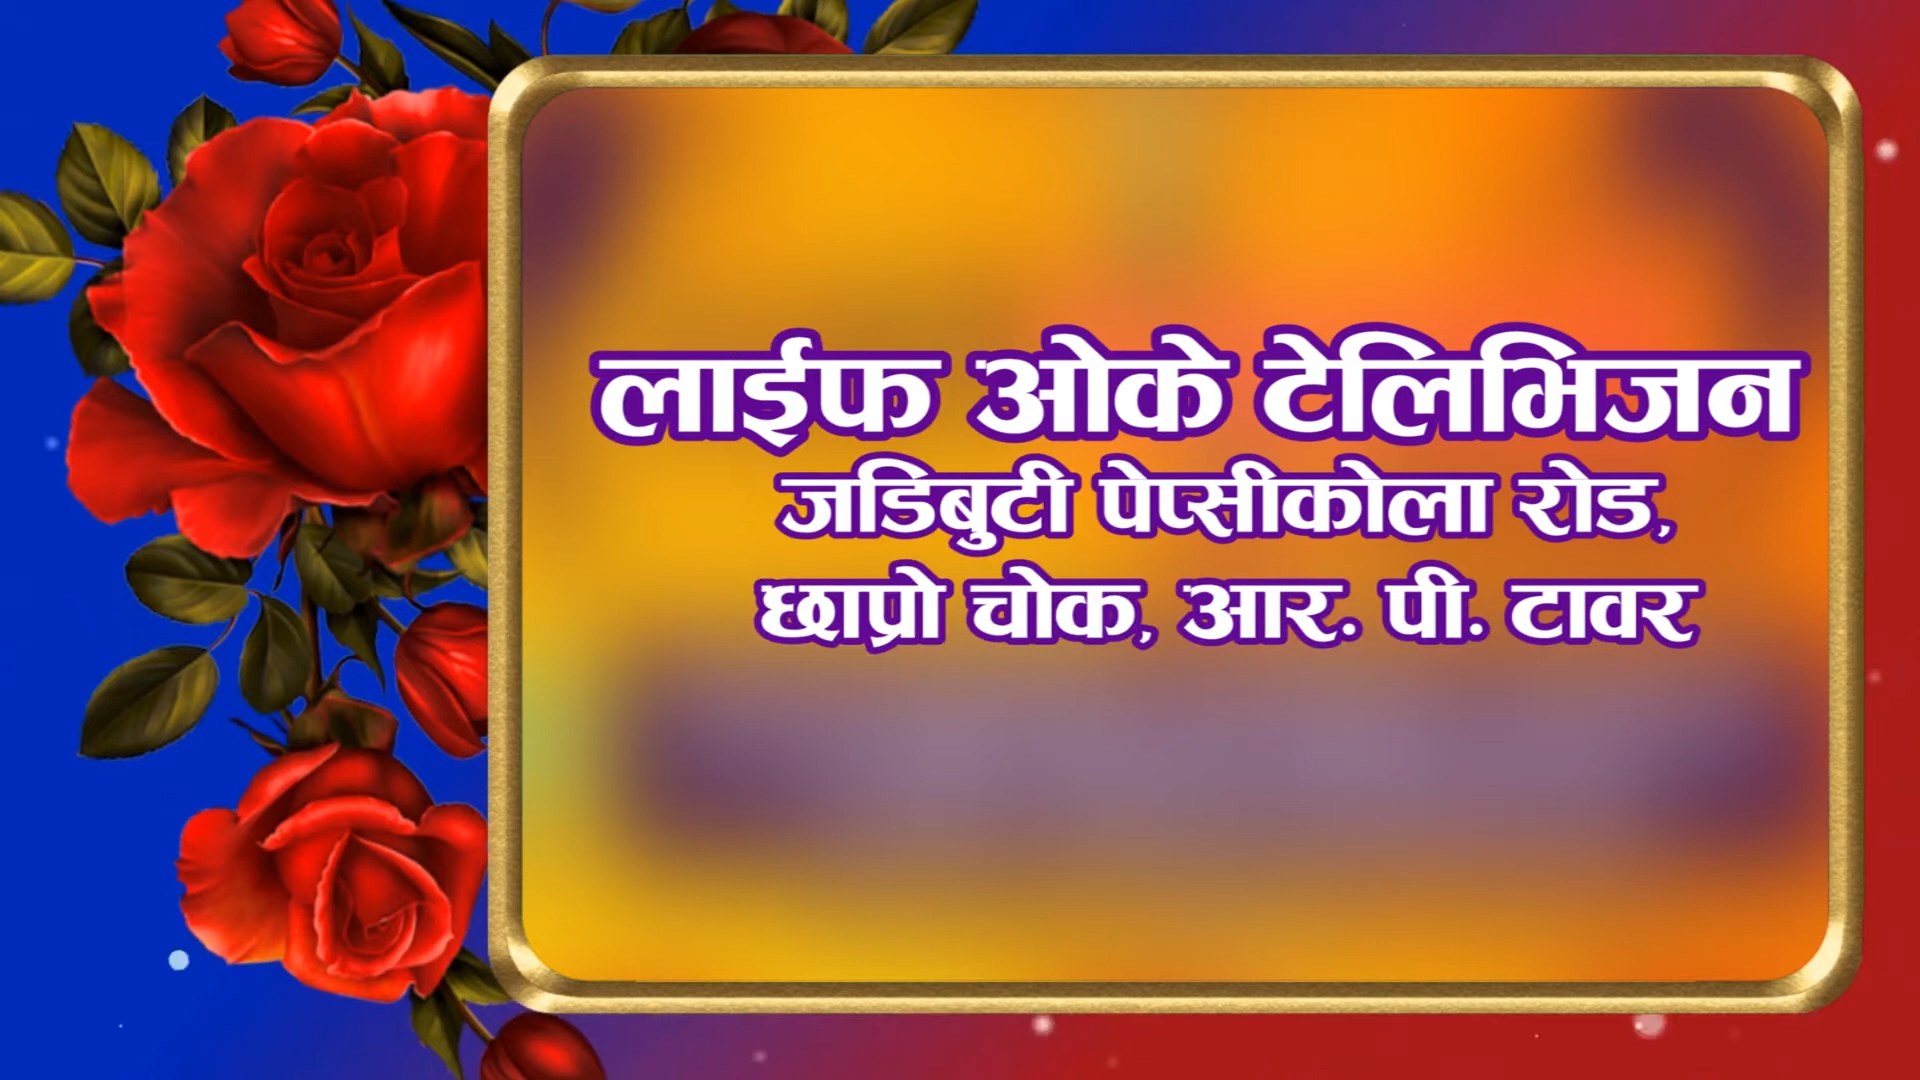 लाईफ ओके टेलिभिजन
जडिबुटी पेप्सीकोला रोड,
छाप्रो चोक, आर. पी. टावर